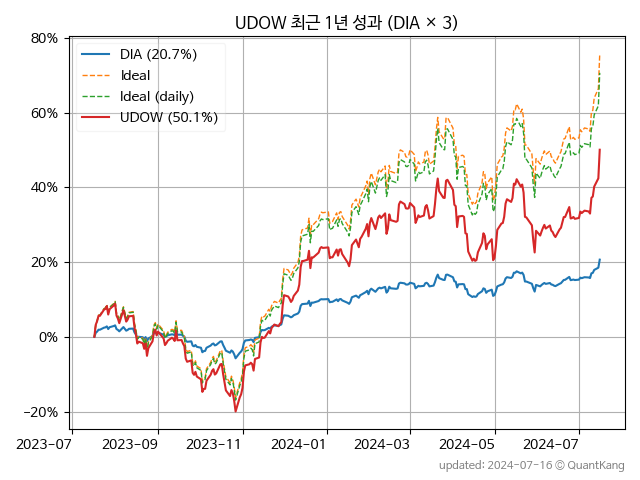 UDOW 최근 1년 성과 (DIA × 3)
80%
60%
40%
20%
0%
−20%
DIA (20.7%)
Ideal
Ideal (daily)
UDOW (50.1%)
2023-07 2023-09 2023-11 2024-01 2024-03 2024-05 2024-07
updated: 2024-07-16 © QuantKang